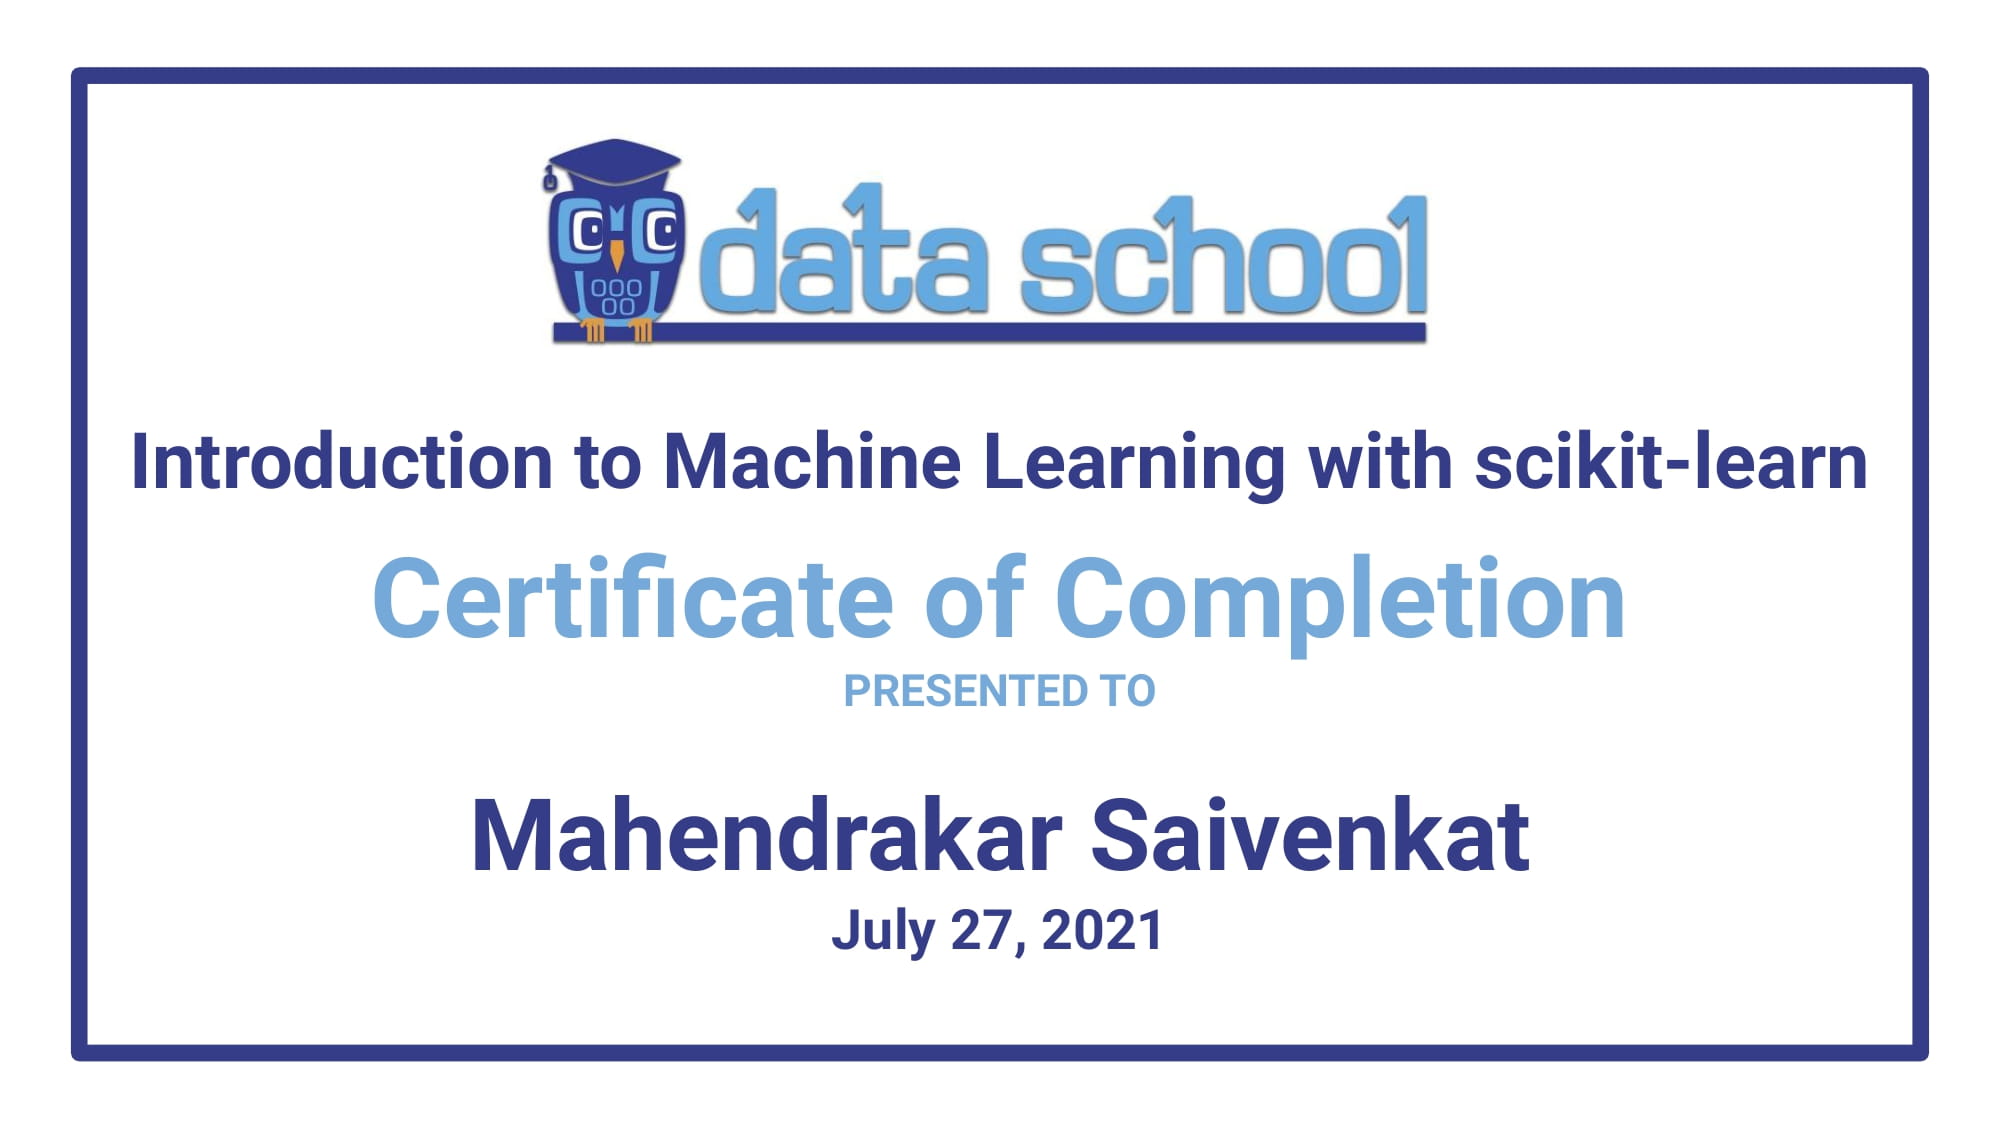 data school
Introduction to Machine Learning with scikit-learn
Certificate of Completion
PRESENTED TO
Mahendrakar Saivenkat
July 27, 2021